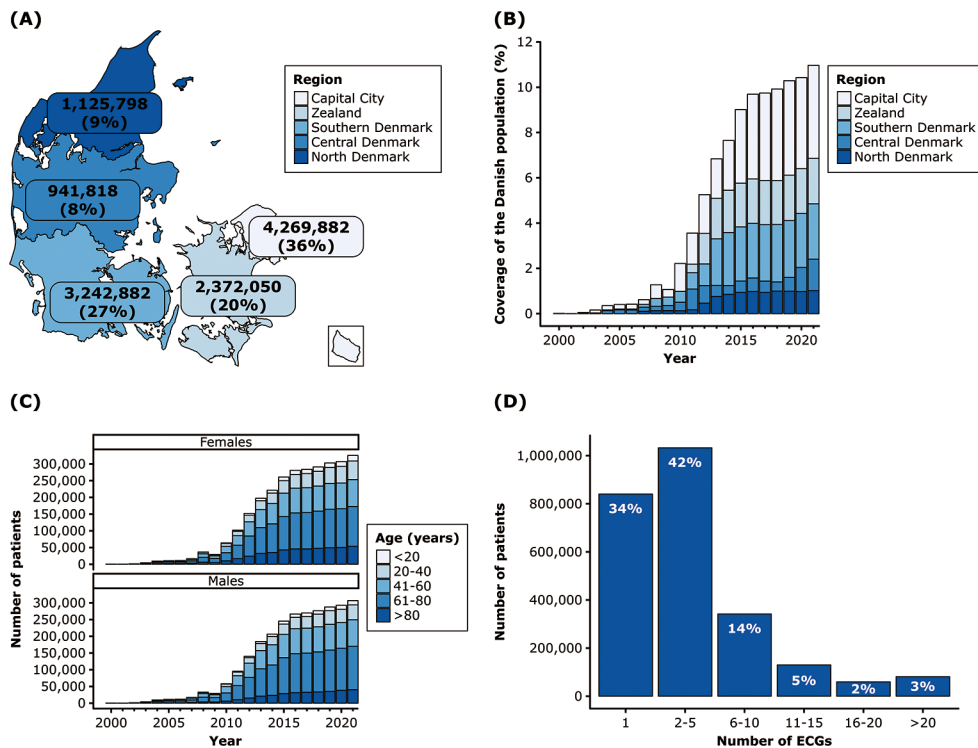 (A)
1,125,798
(9%)
941,818
(8%)
3,242,882
(27%)
4,269,882
(36%)
2,372,050
(20%)
Region
Capital City
Zealand
Southern Denmark
Central Denmark
North Denmark
(B)
Coverage of the Danish population (%)
12
10
8
6
4
2
0
2000
2005
2010
2015
2020
Year
Region
Capital City
Zealand
Southern Denmark
Central Denmark
North Denmark
(C)
Number of patients
Females
300,000
250,000
200,000
150,000
100,000
50,000
0
Males
300,000
250,000
200,000
150,000
100,000
50,000
0
2000
2005
2010
2015
2020
Year
Age (years)
<20
20-40
41-60
61-80
>80
(D)
Number of patients
1,000,000
800,000
600,000
400,000
200,000
0
34%
42%
14%
5%
2%
3%
1
2-5
6-10
11-15
16-20
>20
Number of ECGs